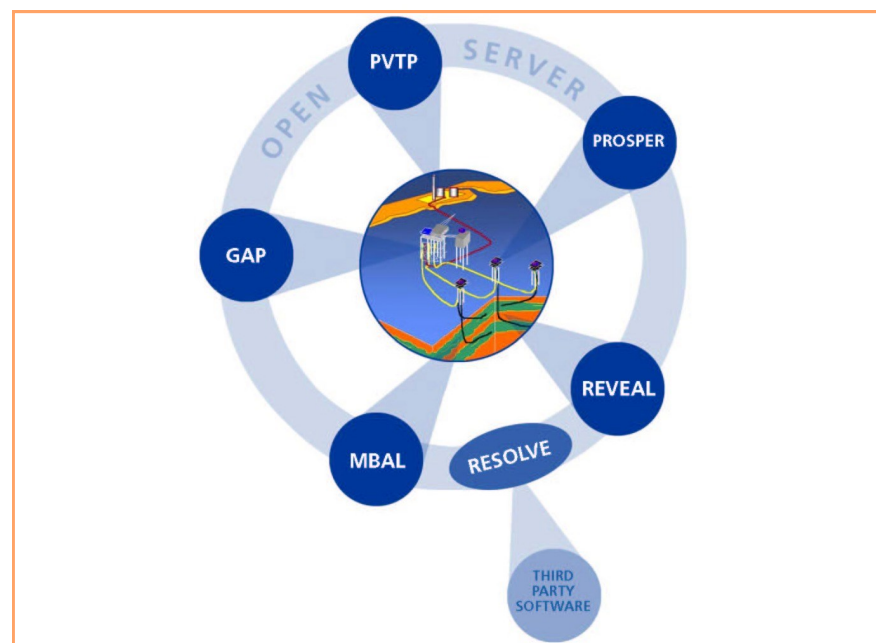 PVTP
OPEN SERVER
PROSPER
GAP
REVEAL
RESOLVE
MBAL
THIRD
PARTY
SOFTWARE